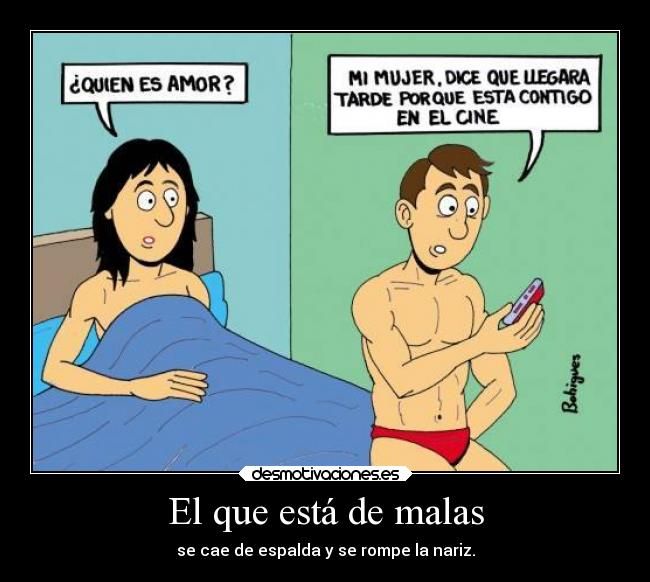 ¿QUIEN ES AMOR?
MI MUJER, DICE QUE LLEGARA
TARDE PORQUE ESTA CONTIGO
EN EL CINE
Bohigues
desmotivaciones.es
El que está de malas
se cae de espalda y se rompe la nariz.